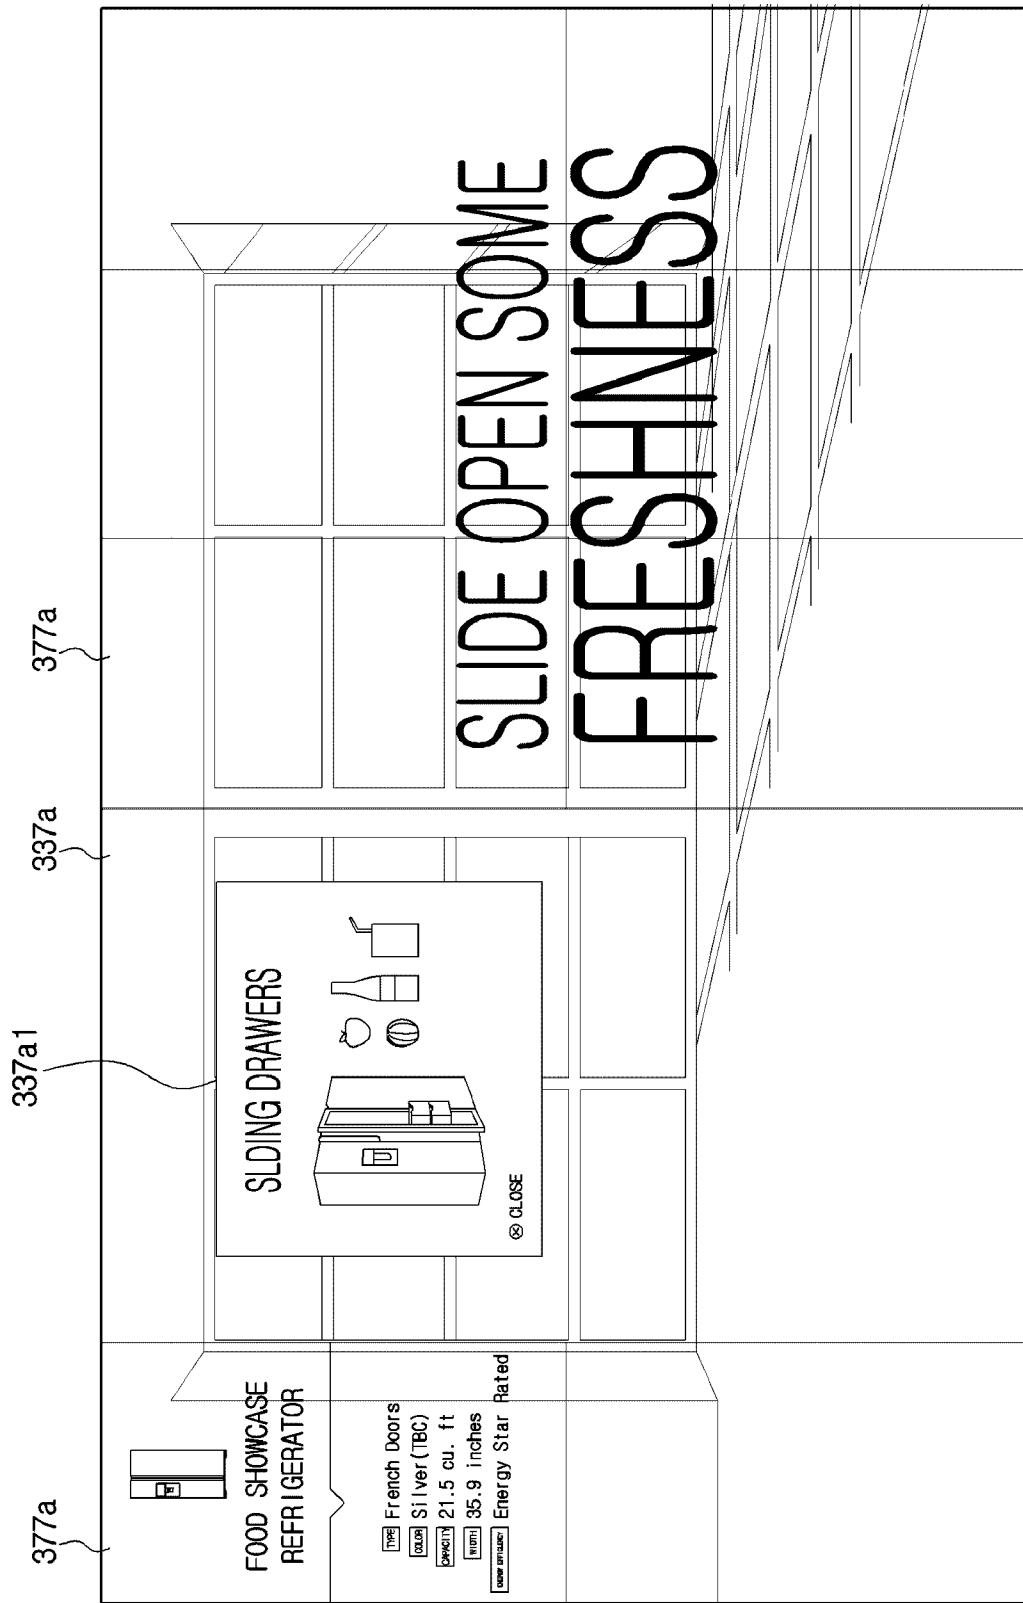 377a
337a
377a
337a1
FOOD SHOWCASE
REFRIGERATOR
TYPE French Doors
COLOR Silver(TBC)
CAPACITY 21.5 cu. ft
WIDTH 35.9 inches
ENERGY EFFICIENCY Energy Star Rated
SLDING DRAWERS
CLOSE
SLIDE OPEN SOME
FRESHNESS